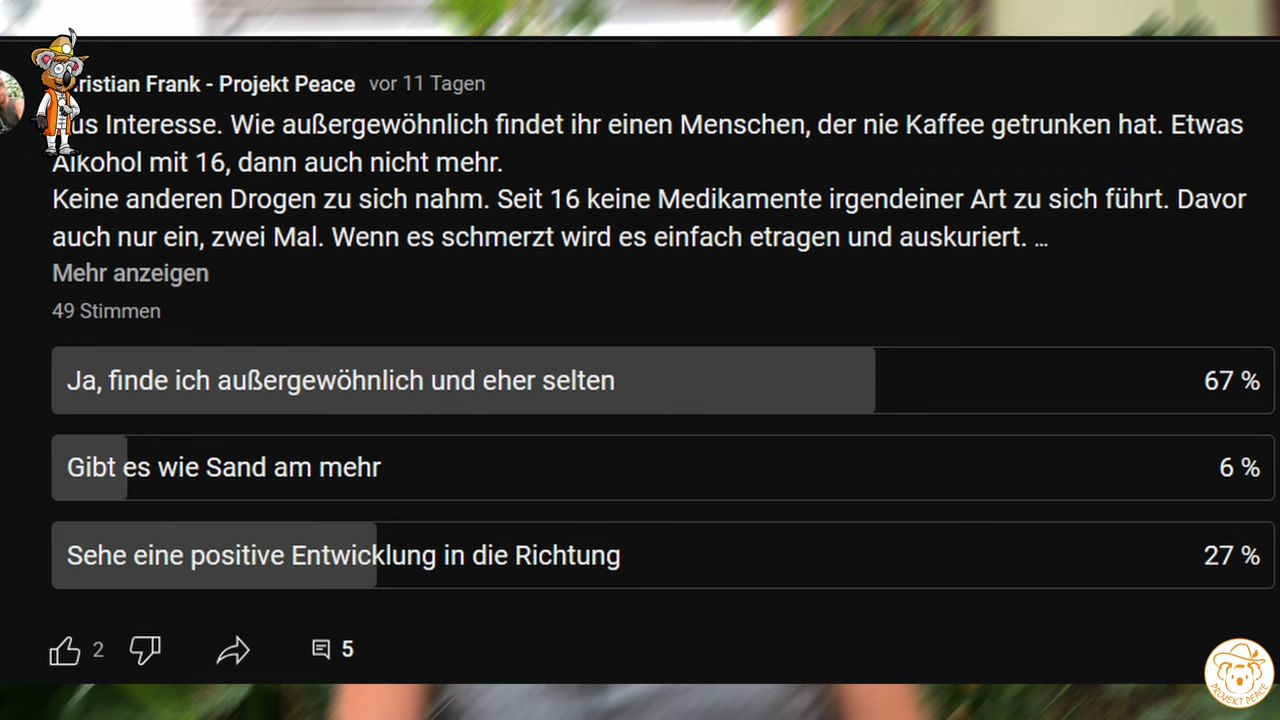 ristian Frank - Projekt Peace vor 11 Tagen
us Interesse. Wie außergewöhnlich findet ihr einen Menschen, der nie Kaffee getrunken hat. Etwas
Alkohol mit 16, dann auch nicht mehr.
Keine anderen Drogen zu sich nahm. Seit 16 keine Medikamente irgendeiner Art zu sich führt. Davor
auch nur ein, zwei Mal. Wenn es schmerzt wird es einfach etragen und auskuriert. ...
Mehr anzeigen
49 Stimmen
Ja, finde ich außergewöhnlich und eher selten 67 %
Gibt es wie Sand am mehr 6 %
Sehe eine positive Entwicklung in die Richtung 27 %
2 5
PROJEKT PEACE